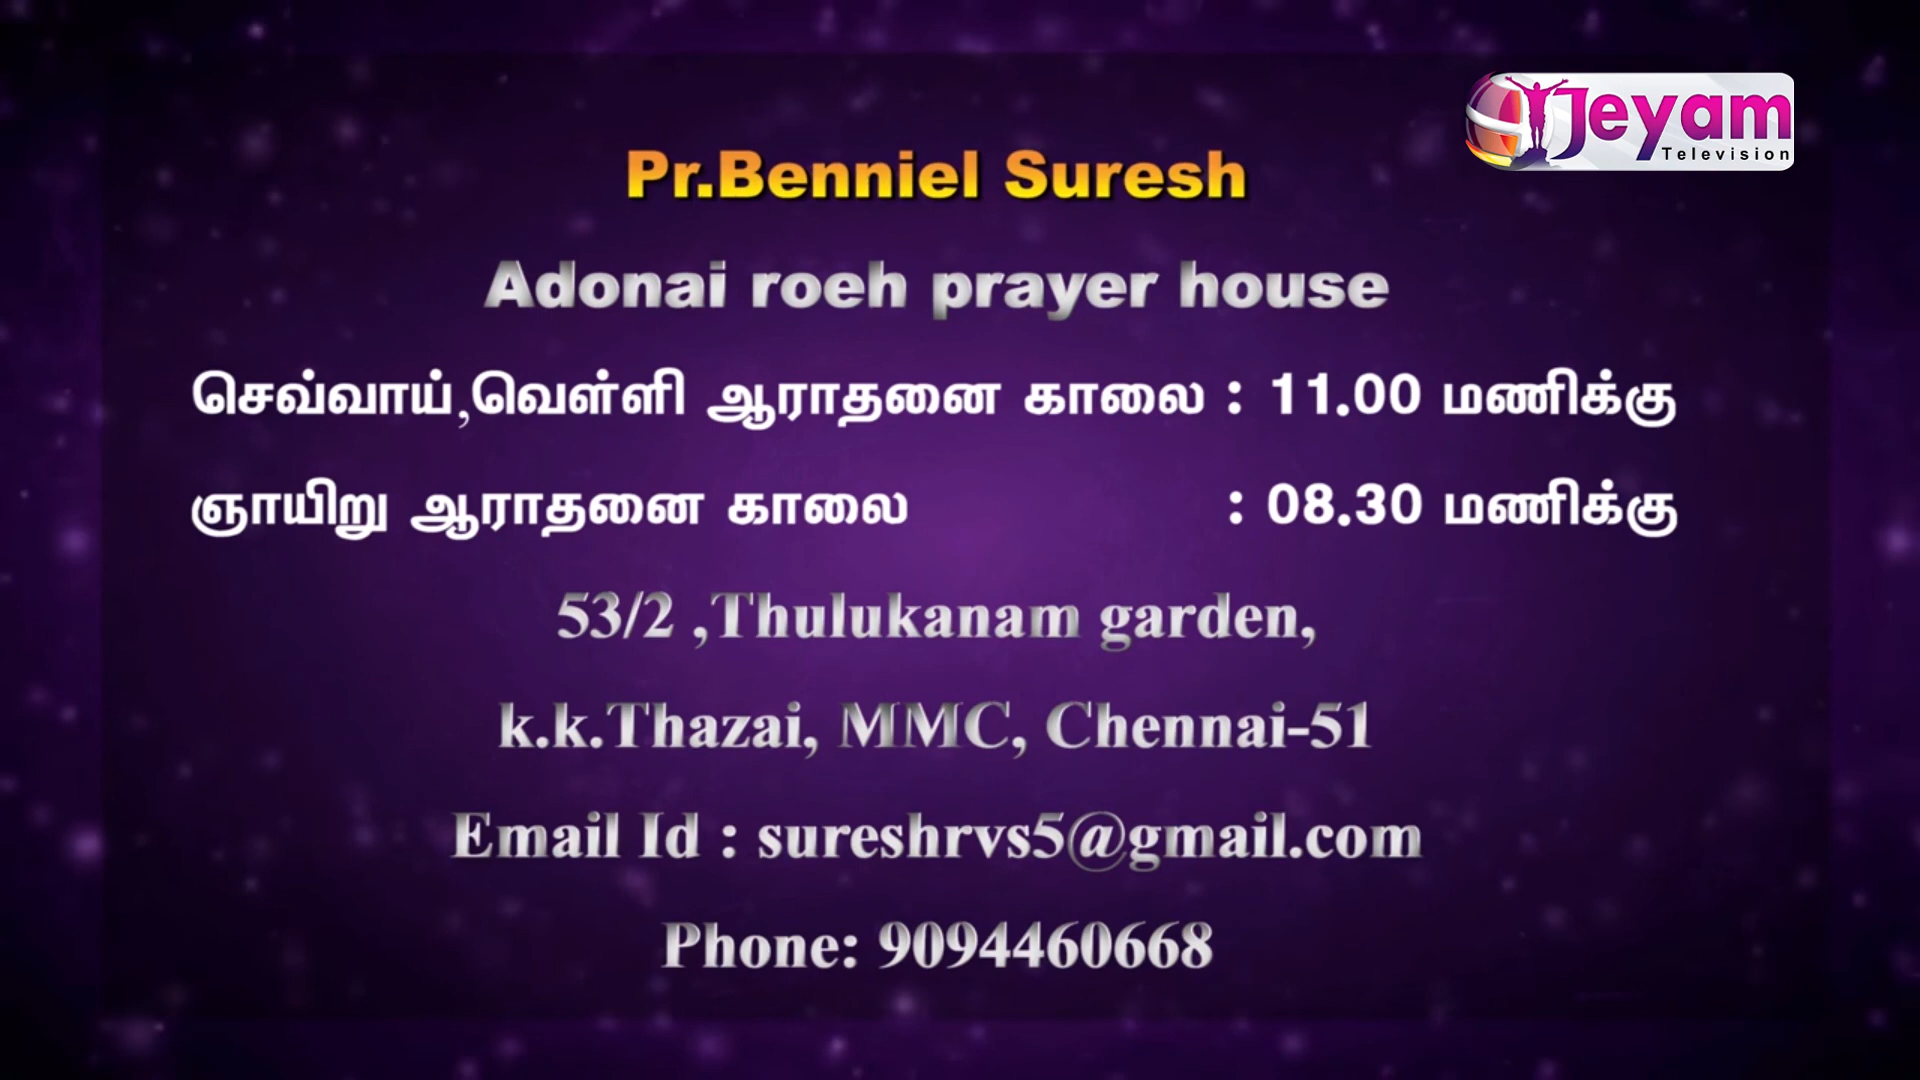 Jeyam
Television
Pr.Benniel Suresh
Adonai roeh prayer house
செவ்வாய்,வெள்ளி ஆராதனை காலை : 11.00 மணிக்கு
ஞாயிறு ஆராதனை காலை : 08.30 மணிக்கு
53/2 ,Thulukanam garden,
k.k.Thazai, MMC, Chennai-51
Email Id : sureshrvs5@gmail.com
Phone: 9094460668